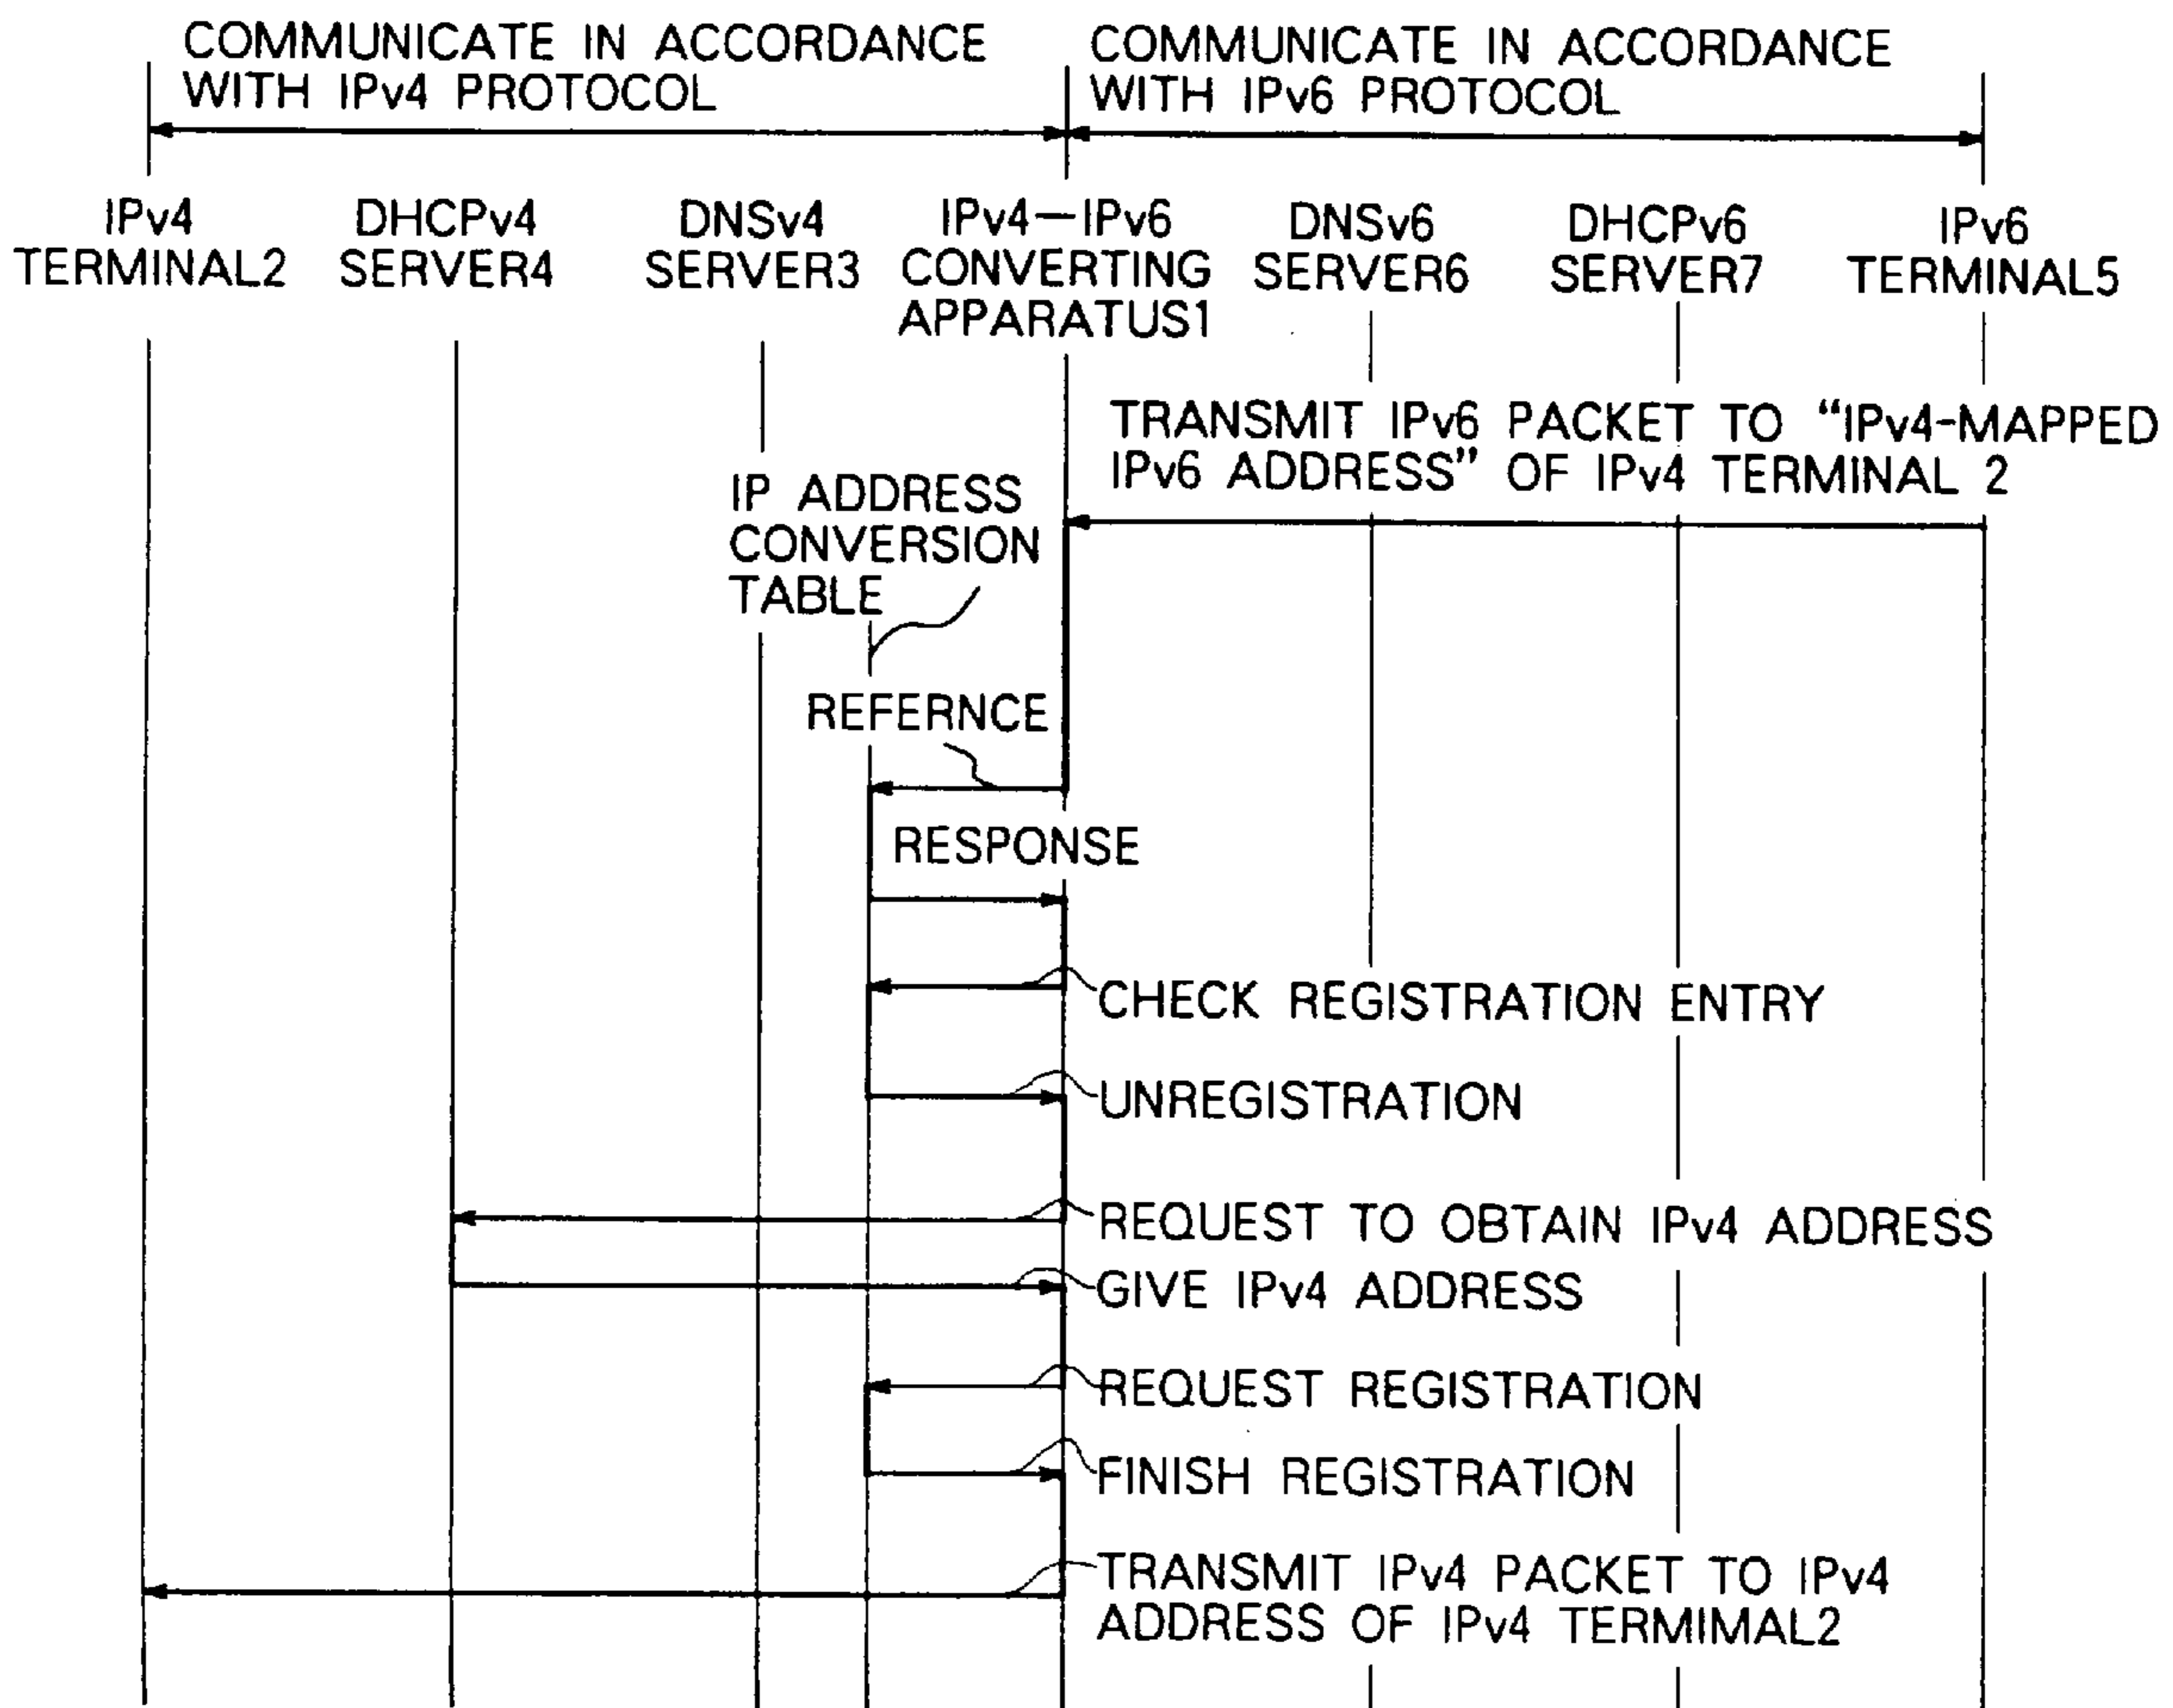 COMMUNICATE IN ACCORDANCE
WITH IPv4 PROTOCOL
COMMUNICATE IN ACCORDANCE
WITH IPv6 PROTOCOL
IPv4
TERMINAL2
DHCPv4
SERVER4
DNSv4
SERVER3
IPv4—IPv6
CONVERTING
APPARATUS1
DNSv6
SERVER6
DHCPv6
SERVER7
IPv6
TERMINAL5
TRANSMIT IPv6 PACKET TO “IPv4-MAPPED
IPv6 ADDRESS” OF IPv4 TERMINAL 2
IP ADDRESS
CONVERSION
TABLE
REFERNCE
RESPONSE
CHECK REGISTRATION ENTRY
UNREGISTRATION
REQUEST TO OBTAIN IPv4 ADDRESS
GIVE IPv4 ADDRESS
REQUEST REGISTRATION
FINISH REGISTRATION
TRANSMIT IPv4 PACKET TO IPv4
ADDRESS OF IPv4 TERMIMAL2